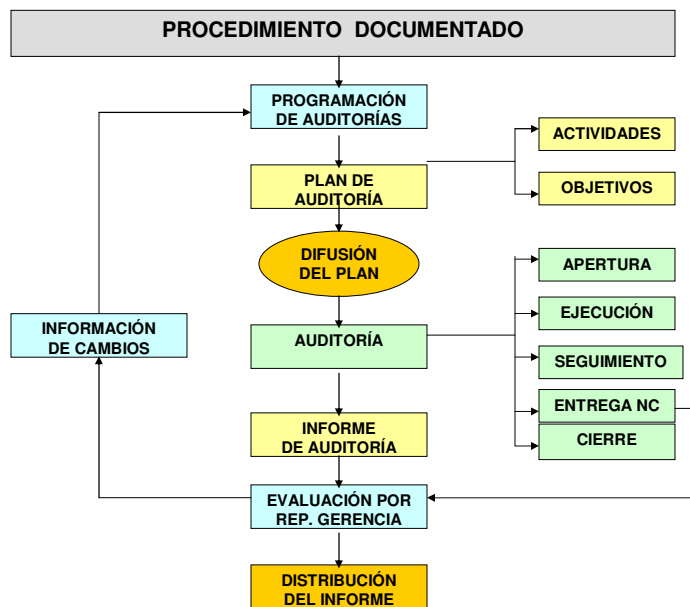 PROCEDIMIENTO DOCUMENTADO
PROGRAMACIÓN
DE AUDITORÍAS
ACTIVIDADES
PLAN DE
AUDITORÍA
OBJETIVOS
DIFUSIÓN
DEL PLAN
APERTURA
EJECUCIÓN
INFORMACIÓN
DE CAMBIOS
AUDITORÍA
SEGUIMIENTO
ENTREGA NC
INFORME
DE AUDITORÍA
CIERRE
EVALUACIÓN POR
REP. GERENCIA
DISTRIBUCIÓN
DEL INFORME